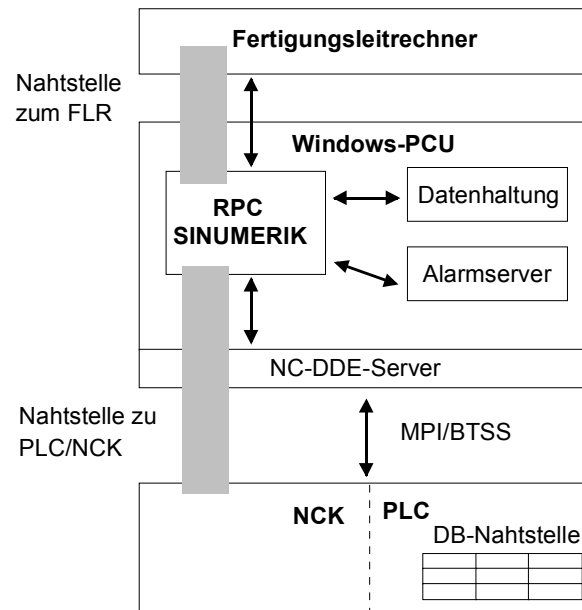 Fertigungsleitrechner
Nahtstelle
zum FLR
Windows-PCU
RPC
SINUMERIK
Datenhaltung
Alarmserver
NC-DDE-Server
Nahtstelle zu
PLC/NCK
MPI/BTSS
NCK
PLC
DB-Nahtstelle